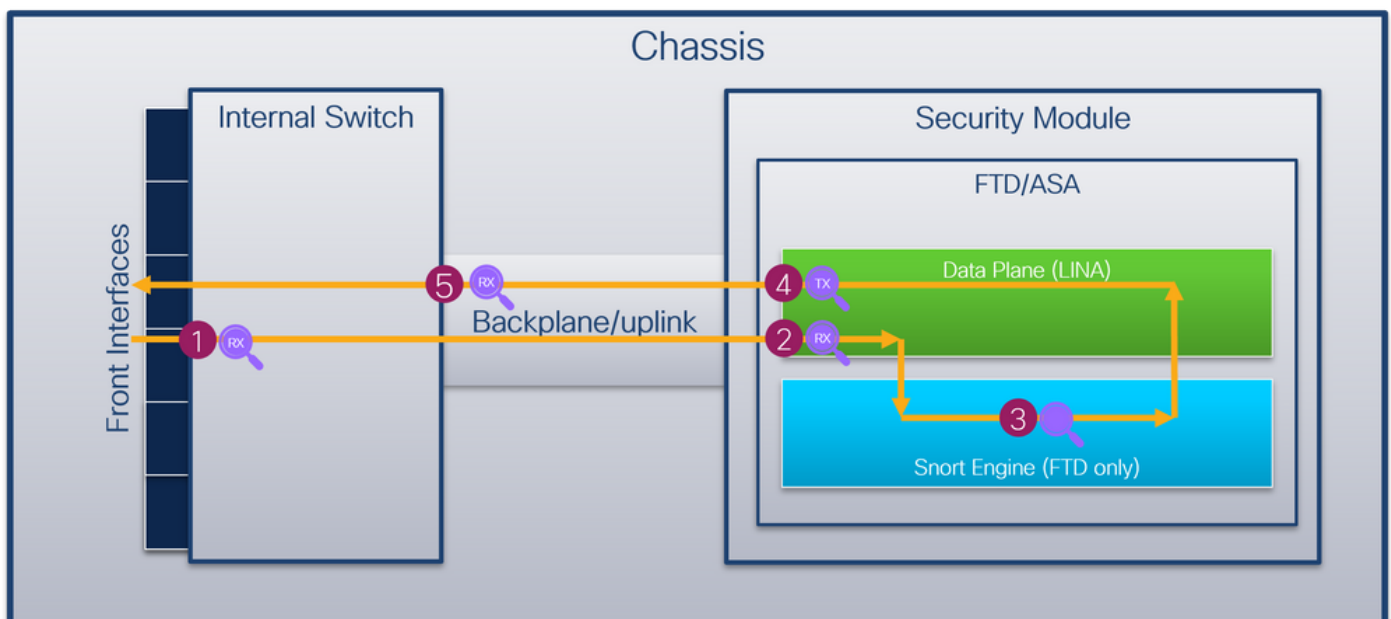 Chassis
Internal Switch
Security Module
FTD/ASA
Front Interfaces
Data Plane (LINA)
5 RX
4 TX
Backplane/uplink
1 RX
2 RX
3
Snort Engine (FTD only)